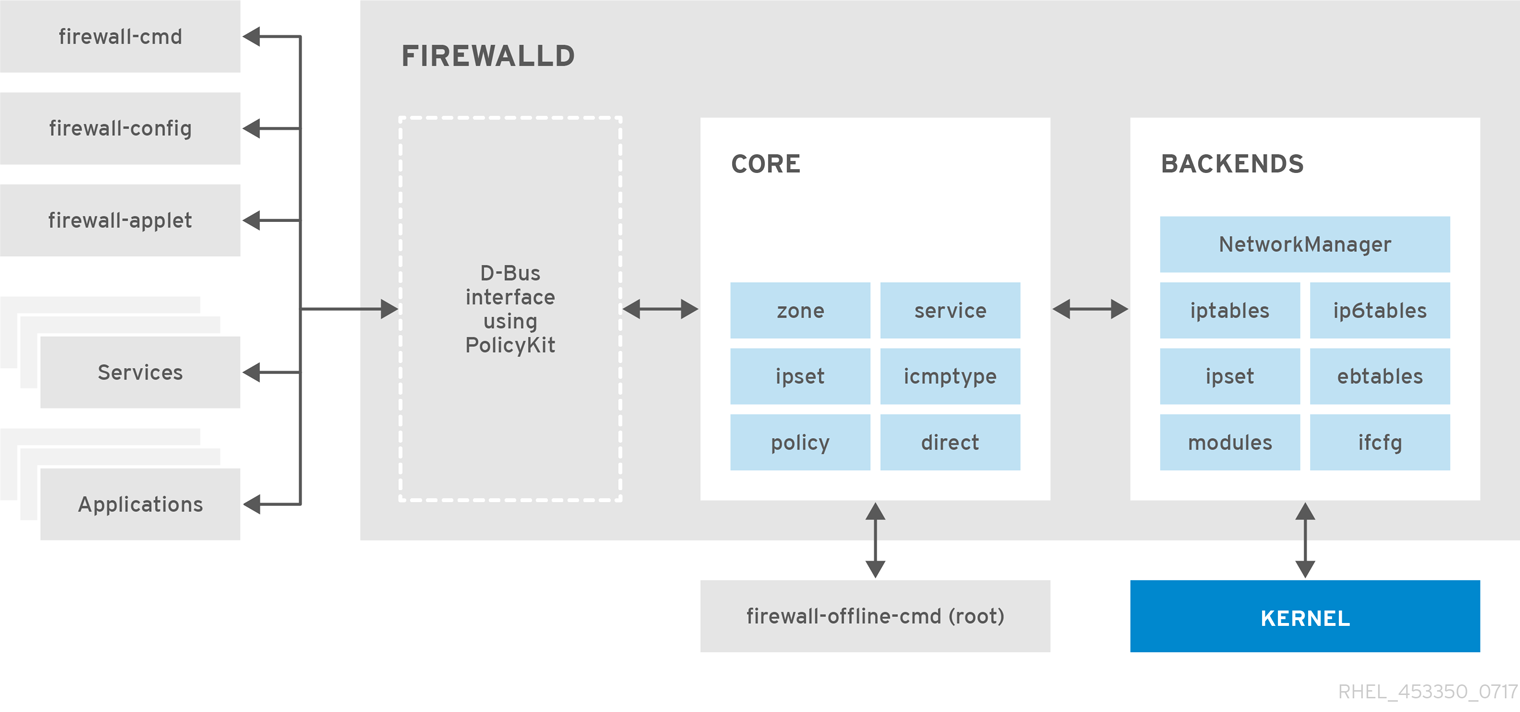 firewall-cmd
firewall-config
firewall-applet
Services
Applications
FIREWALLD
D-Bus
interface
using
PolicyKit
CORE
zone
service
ipset
icmptype
policy
direct
BACKENDS
NetworkManager
iptables
ip6tables
ipset
ebtables
modules
ifcfg
firewall-offline-cmd (root)
KERNEL
RHEL_453350_0717